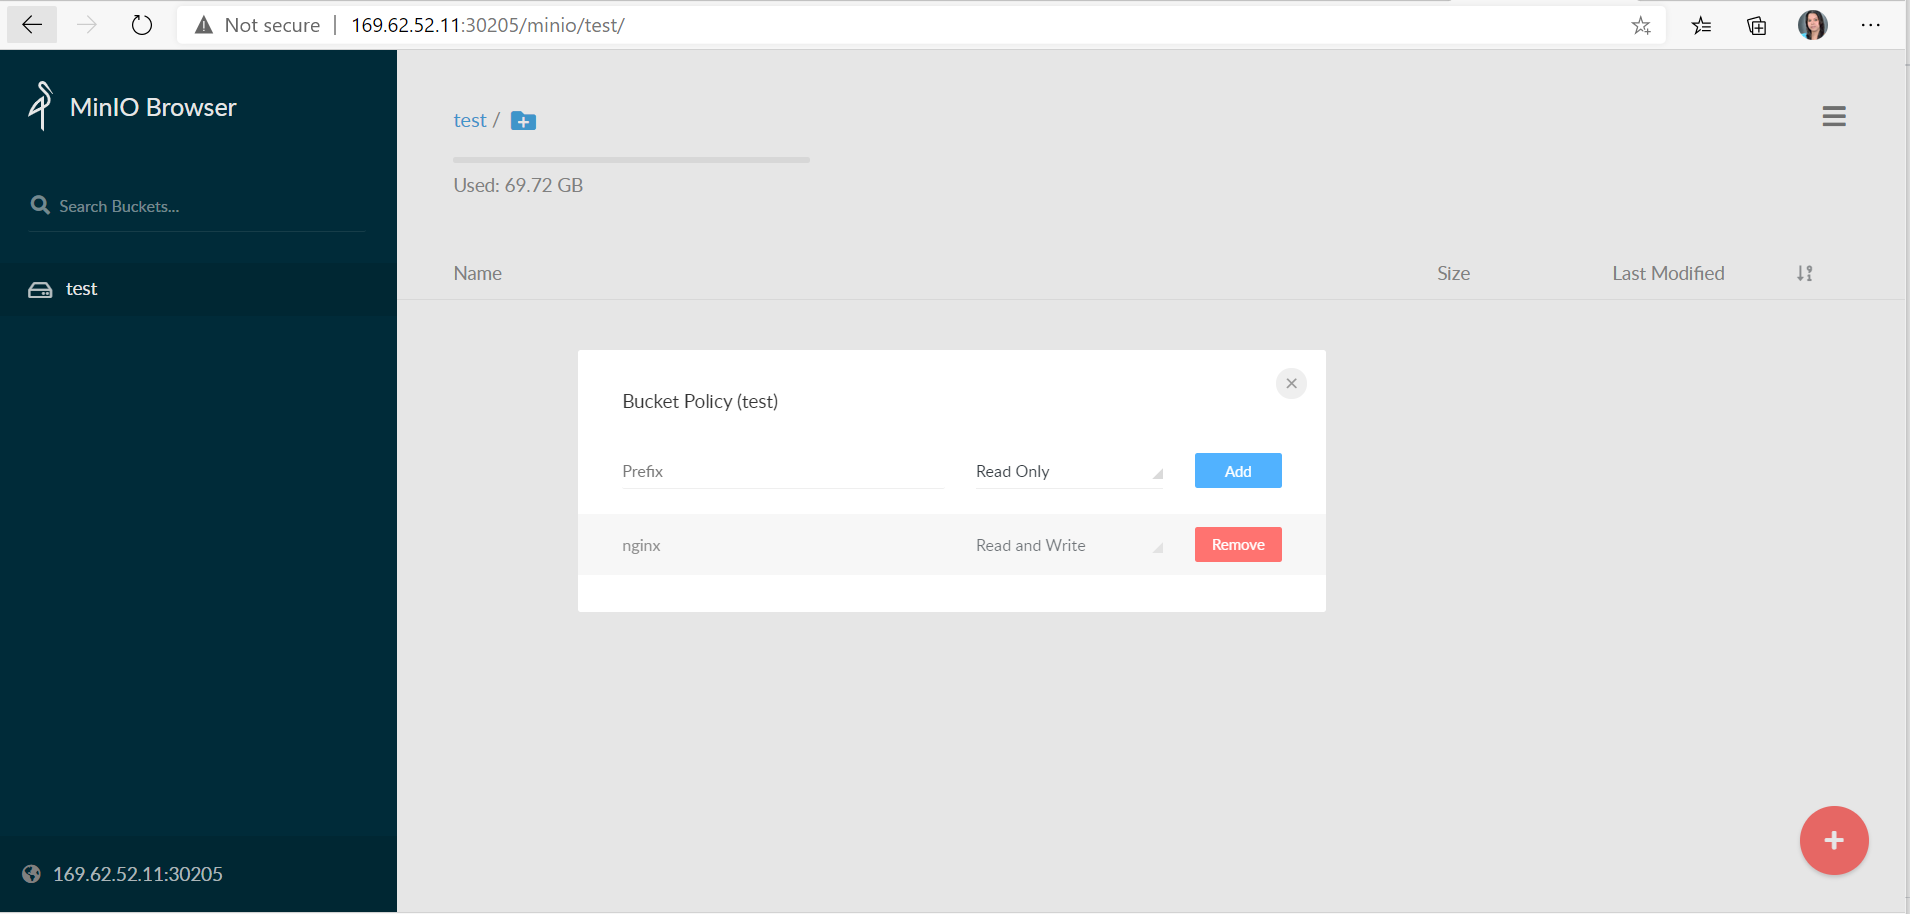 Not secure | 169.62.52.11:30205/minio/test/
MinIO Browser
Search Buckets...
test
test /
Used: 69.72 GB
Name Size Last Modified
Bucket Policy (test)
Prefix Read Only Add
nginx Read and Write Remove
169.62.52.11:30205